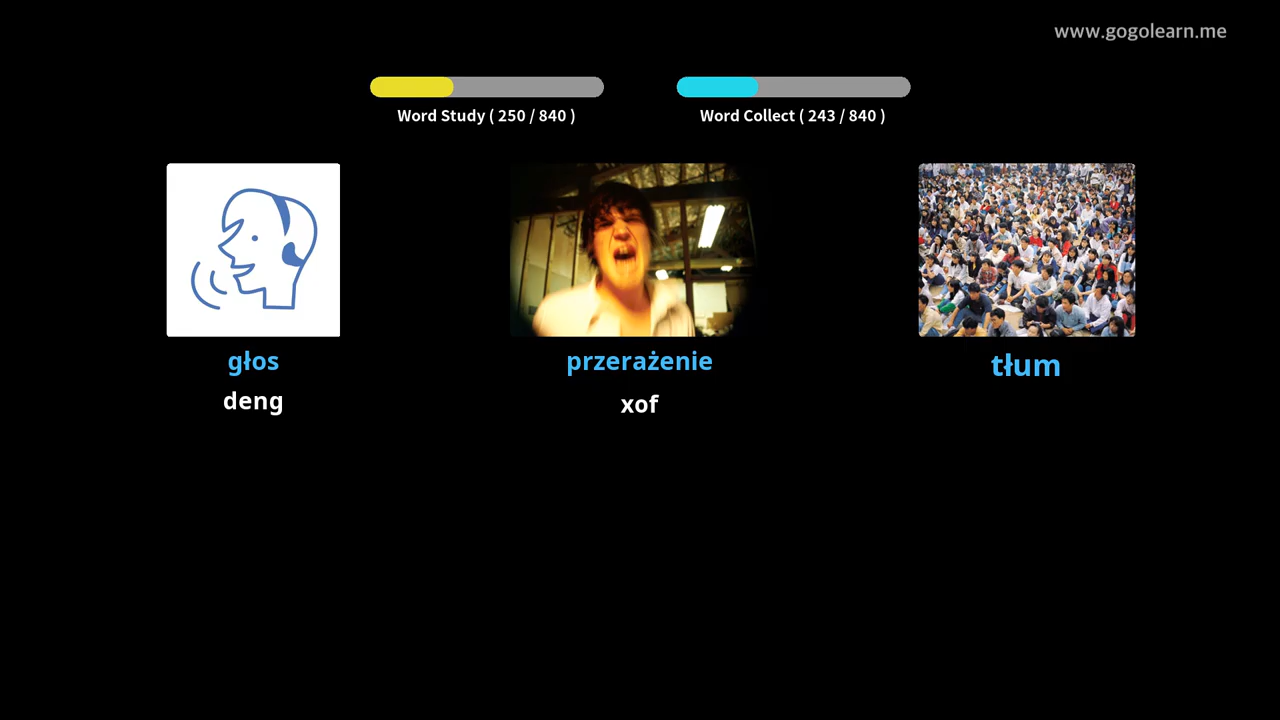 www.gogolearn.me
Word Study ( 250 / 840 )
Word Collect ( 243 / 840 )
głos
przerażenie
tłum
deng
xof